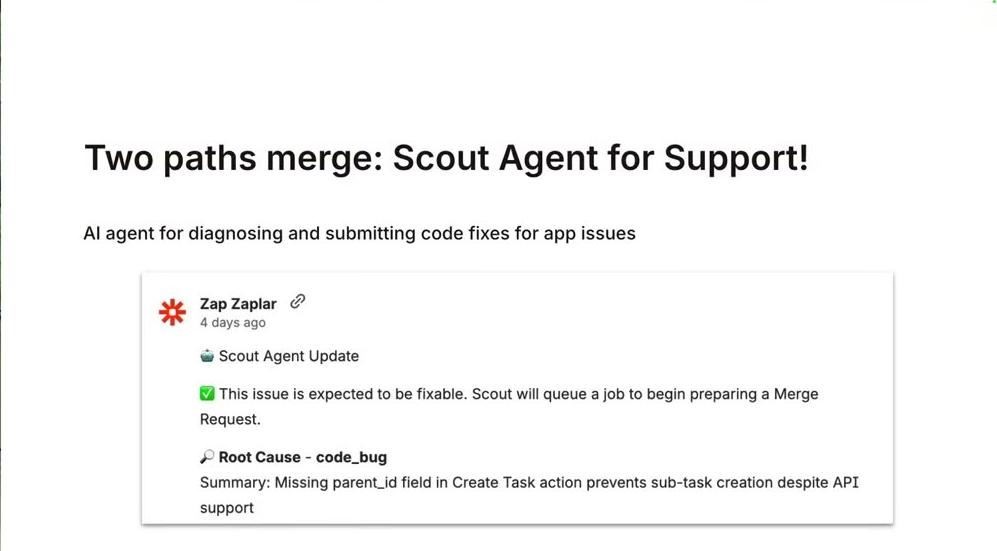 Two paths merge: Scout Agent for Support!
AI agent for diagnosing and submitting code fixes for app issues
Zap Zaplar
4 days ago
Scout Agent Update
This issue is expected to be fixable. Scout will queue a job to begin preparing a Merge
Request.
Root Cause - code_bug
Summary: Missing parent_id field in Create Task action prevents sub-task creation despite API
support